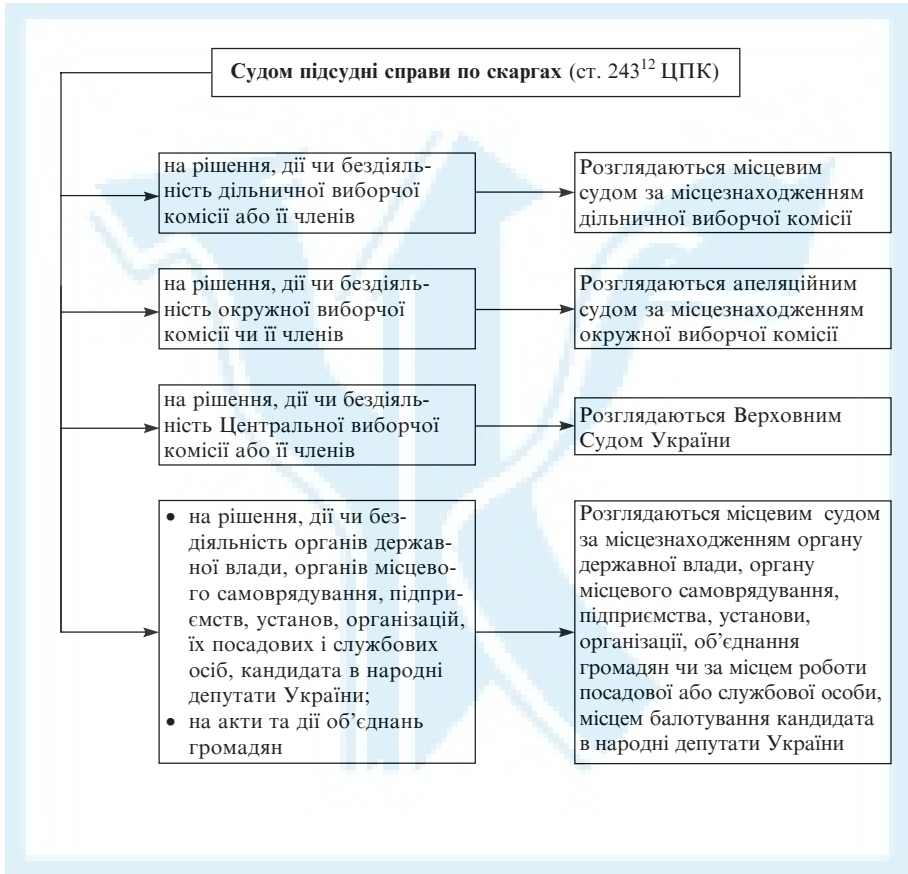 Судом підсудні справи по скаргах (ст. 243¹² ЦПК)
на рішення, дії чи бездіяль-
ність дільничної виборчої
комісії або її членів
Розглядаються місцевим
судом за місцезнаходженням
дільничної виборчої комісії
на рішення, дії чи бездіяль-
ність окружної виборчої
комісії чи її членів
Розглядаються апеляційним
судом за місцезнаходженням
окружної виборчої комісії
на рішення, дії чи бездіяль-
ність Центральної виборчої
комісії або її членів
Розглядаються Верховним
Судом України
• на рішення, дії чи без-
діяльність органів держав-
ної влади, органів місцево-
го самоврядування, підпри-
ємств, установ, організацій,
їх посадових і службових
осіб, кандидата в народні
депутати України;
• на акти та дії об’єднань
громадян
Розглядаються місцевим судом
за місцезнаходженням органу
державної влади, органу
місцевого самоврядування,
підприємства, установи,
організації, об’єднання
громадян чи за місцем роботи
посадової або службової особи,
місцем балотування кандидата
в народні депутати України